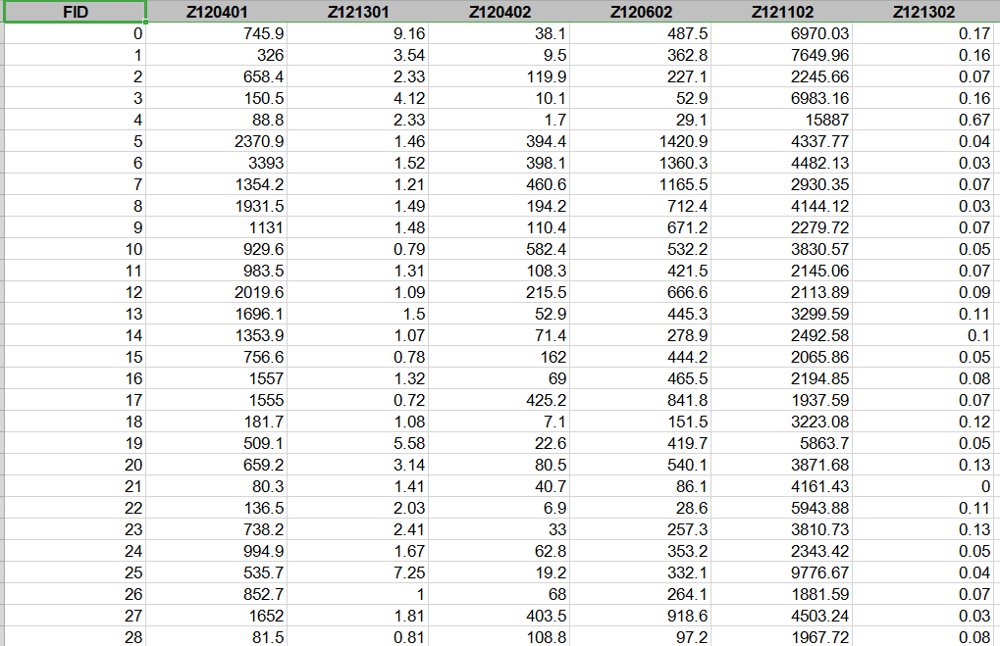 FID Z120401 Z121301 Z120402 Z120602 Z121102 Z121302
0 745.9 9.16 38.1 487.5 6970.03 0.17
1 326 3.54 9.5 362.8 7649.96 0.16
2 658.4 2.33 119.9 227.1 2245.66 0.07
3 150.5 4.12 10.1 52.9 6983.16 0.16
4 88.8 2.33 1.7 29.1 15887 0.67
5 2370.9 1.46 394.4 1420.9 4337.77 0.04
6 3393 1.52 398.1 1360.3 4482.13 0.03
7 1354.2 1.21 460.6 1165.5 2930.35 0.07
8 1931.5 1.49 194.2 712.4 4144.12 0.03
9 1131 1.48 110.4 671.2 2279.72 0.07
10 929.6 0.79 582.4 532.2 3830.57 0.05
11 983.5 1.31 108.3 421.5 2145.06 0.07
12 2019.6 1.09 215.5 666.6 2113.89 0.09
13 1696.1 1.5 52.9 445.3 3299.59 0.11
14 1353.9 1.07 71.4 278.9 2492.58 0.1
15 756.6 0.78 162 444.2 2065.86 0.05
16 1557 1.32 69 465.5 2194.85 0.08
17 1555 0.72 425.2 841.8 1937.59 0.07
18 181.7 1.08 7.1 151.5 3223.08 0.12
19 509.1 5.58 22.6 419.7 5863.7 0.05
20 659.2 3.14 80.5 540.1 3871.68 0.13
21 80.3 1.41 40.7 86.1 4161.43 0
22 136.5 2.03 6.9 28.6 5943.88 0.11
23 738.2 2.41 33 257.3 3810.73 0.13
24 994.9 1.67 62.8 353.2 2343.42 0.05
25 535.7 7.25 19.2 332.1 9776.67 0.04
26 852.7 1 68 264.1 1881.59 0.07
27 1652 1.81 403.5 918.6 4503.24 0.03
28 81.5 0.81 108.8 97.2 1967.72 0.08